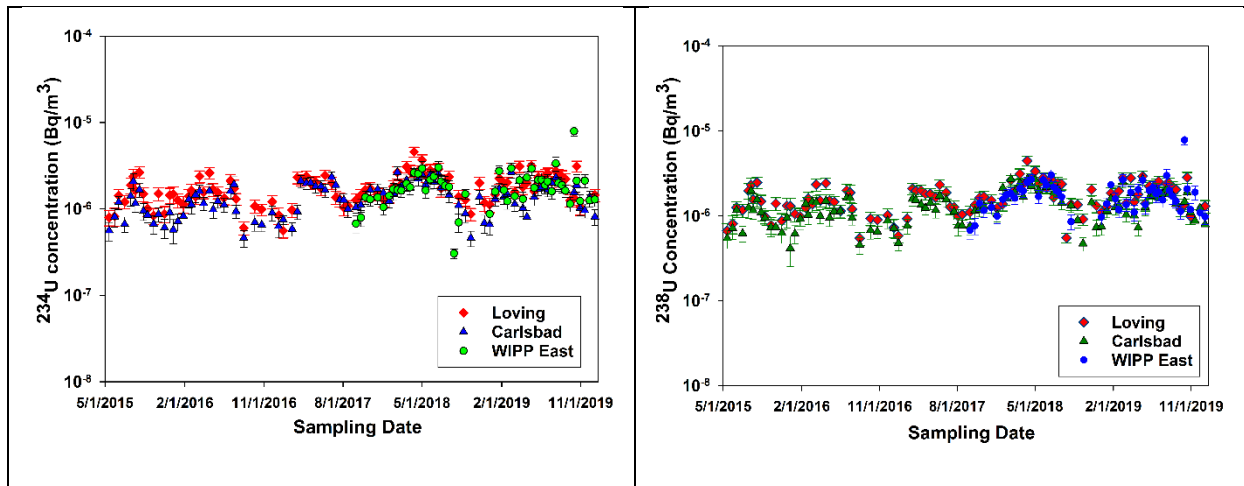 10⁻⁴
10⁻⁵
10⁻⁶
10⁻⁷
10⁻⁸
²³⁴U concentration (Bq/m³)
Loving
Carlsbad
WIPP East
5/1/2015 2/1/2016 11/1/2016 8/1/2017 5/1/2018 2/1/2019 11/1/2019
Sampling Date
10⁻⁴
10⁻⁵
10⁻⁶
10⁻⁷
10⁻⁸
238U Concentration (Bq/m³)
Loving
Carlsbad
WIPP East
5/1/2015 2/1/2016 11/1/2016 8/1/2017 5/1/2018 2/1/2019 11/1/2019
Sampling Date